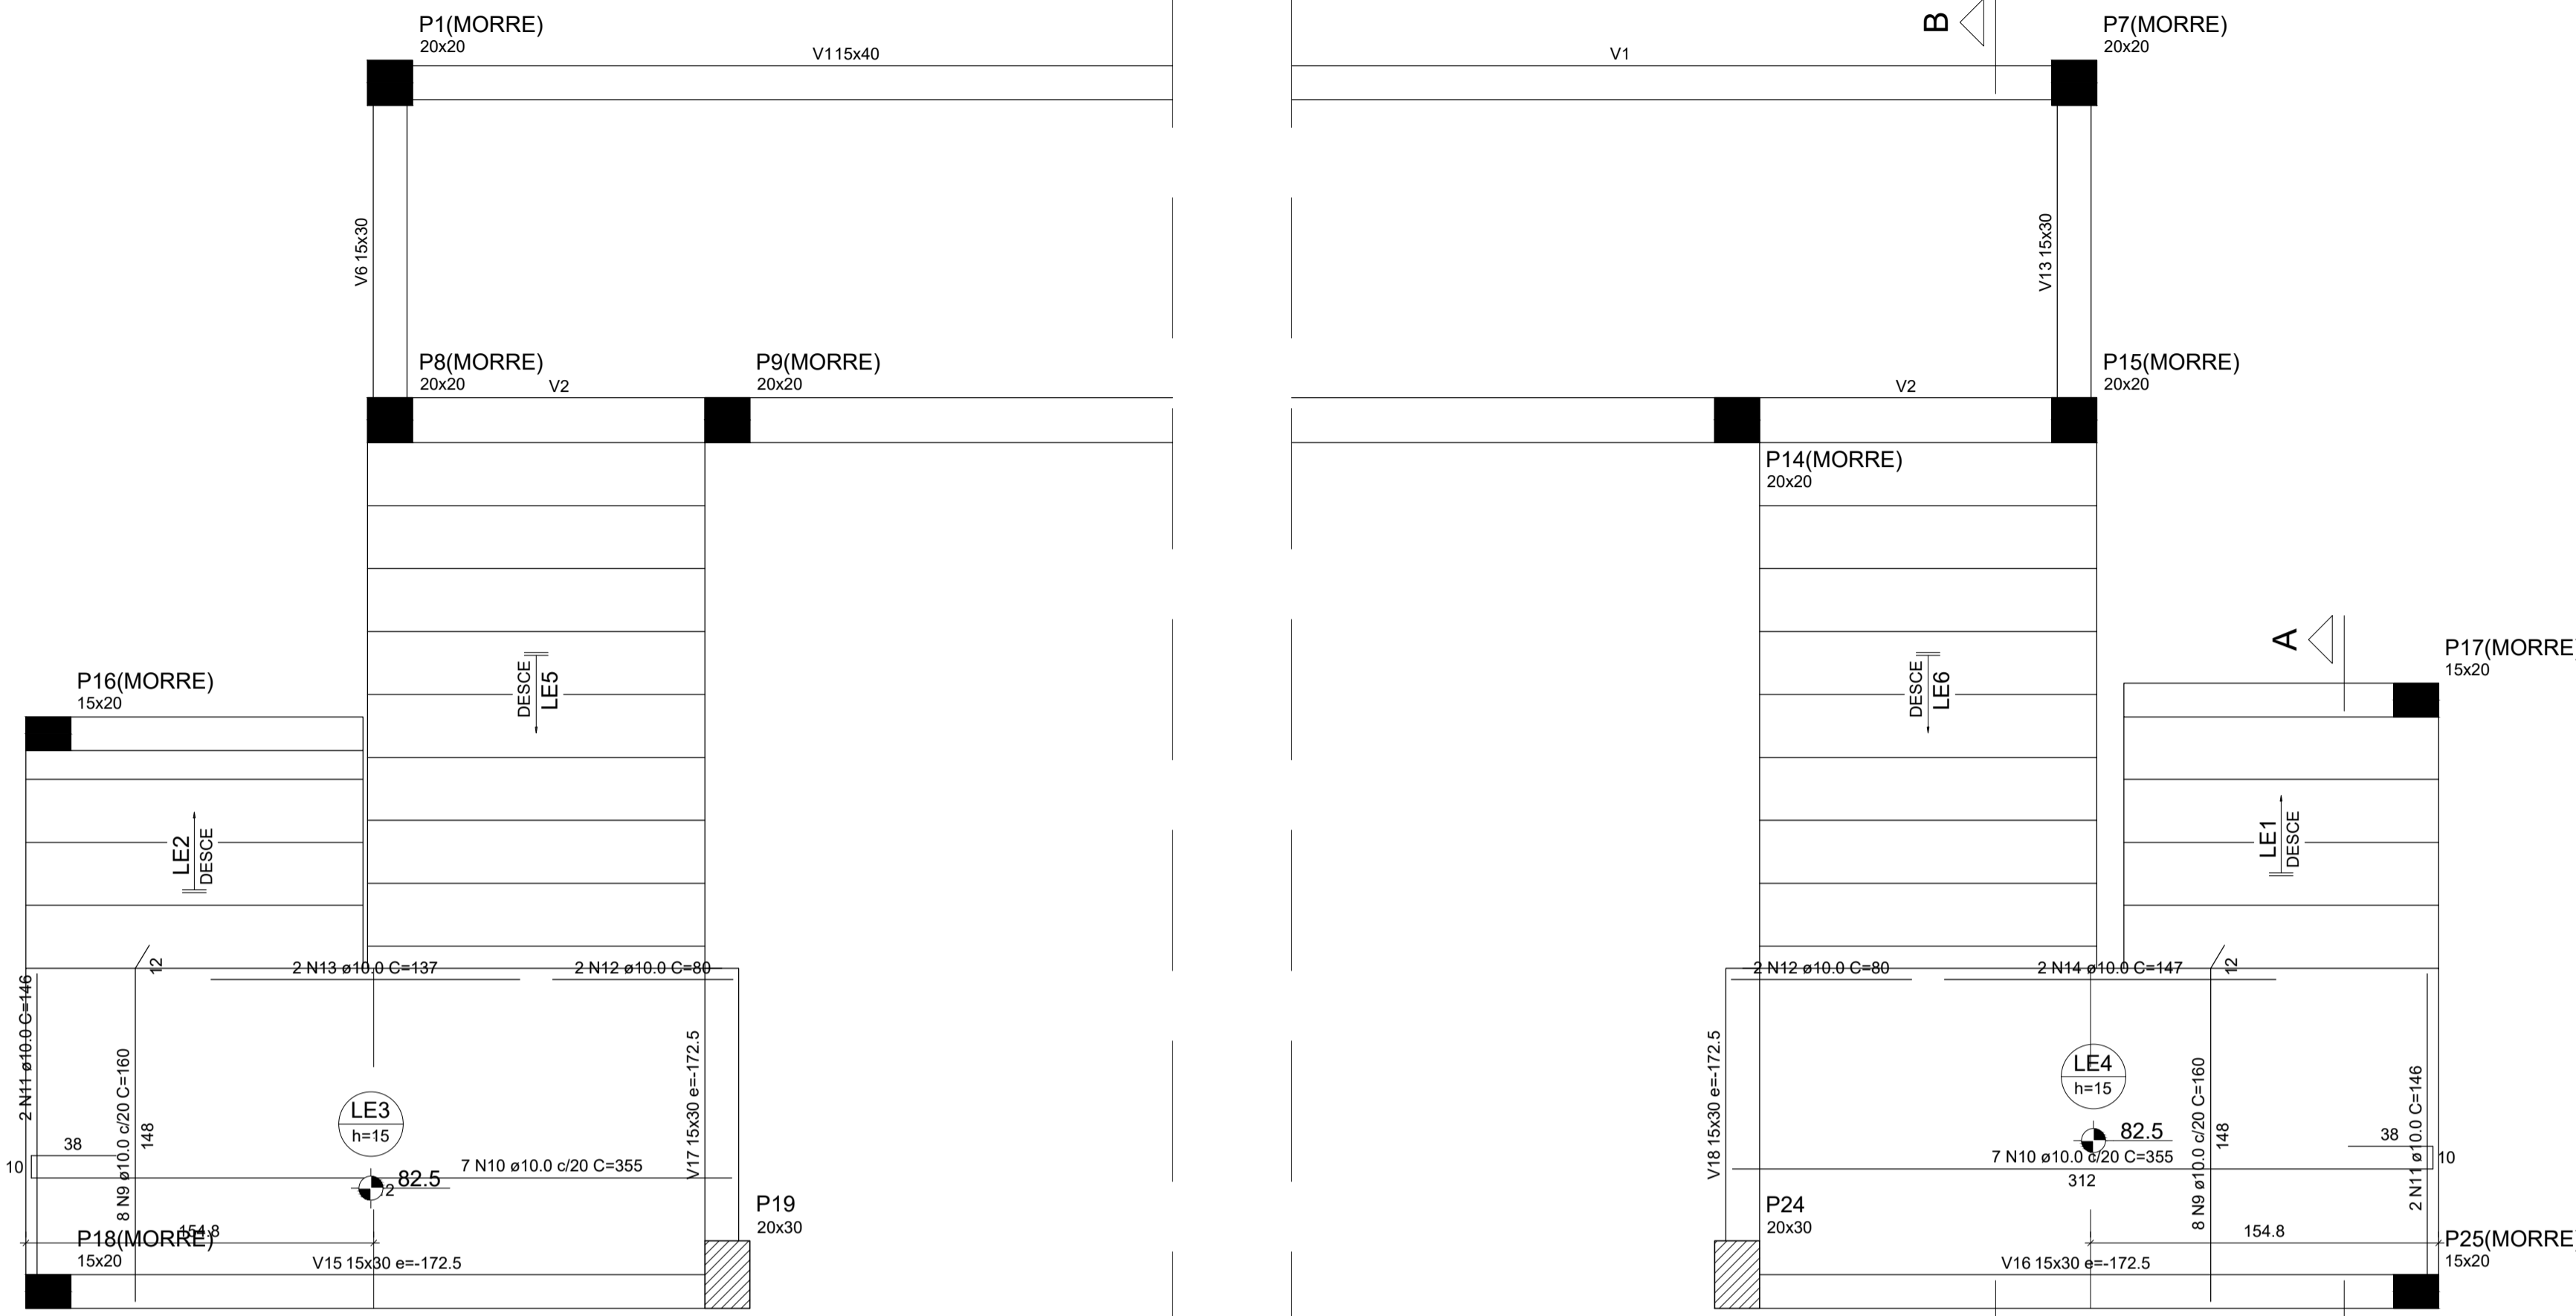 P1(MORRE)
20x20
V1 15x40
V1
B
P7(MORRE)
20x20
V6 15x30
V13 15x30
P8(MORRE)
20x20
V2
P9(MORRE)
20x20
V2
P15(MORRE)
20x20
P14(MORRE)
20x20
DESCE
LE5
DESCE
LE6
A
P17(MORRE
15x20
P16(MORRE)
15x20
LE2
DESCE
LE1
DESCE
12
2 N13 ø10.0 C=137
2 N12 ø10.0 C=80
2 N12 ø10.0 C=80
2 N14 ø10.0 C=147
12
2 N11 ø10.0 C=146
8 N9 ø10.0 c/20 C=160
148
LE3
h=15
V17 15x30 e=-172.5
V18 15x30 e=-172.5
LE4
h=15
8 N9 ø10.0 c/20 C=160
148
2 N11 ø10.0 C=146
38
10
7 N10 ø10.0 c/20 C=355
82.5
82.5
7 N10 ø10.0 c/20 C=355
312
38
10
P19
20x30
P24
20x30
154.8
P18(MORRE)
15x20
V15 15x30 e=-172.5
154.8
V16 15x30 e=-172.5
P25(MORRE
15x20